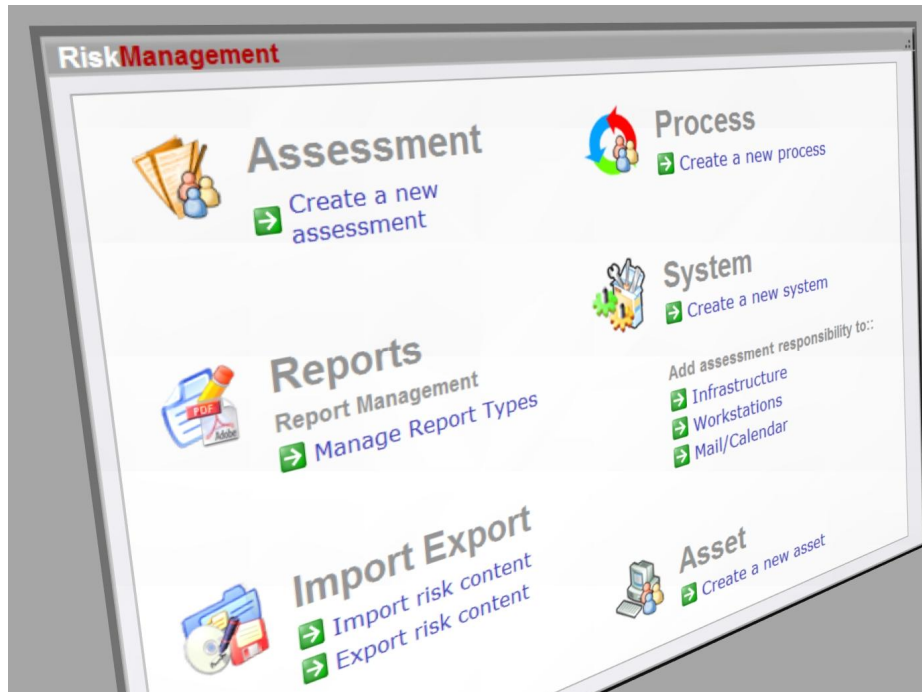 RiskManagement
Assessment
Create a new
assessment
Reports
Report Management
Manage Report Types
PDF
Adobe
Import Export
Import risk content
Export risk content
Process
Create a new process
System
Create a new system
Add assessment responsibility to::
Infrastructure
Workstations
Mail/Calendar
Asset
Create a new asset